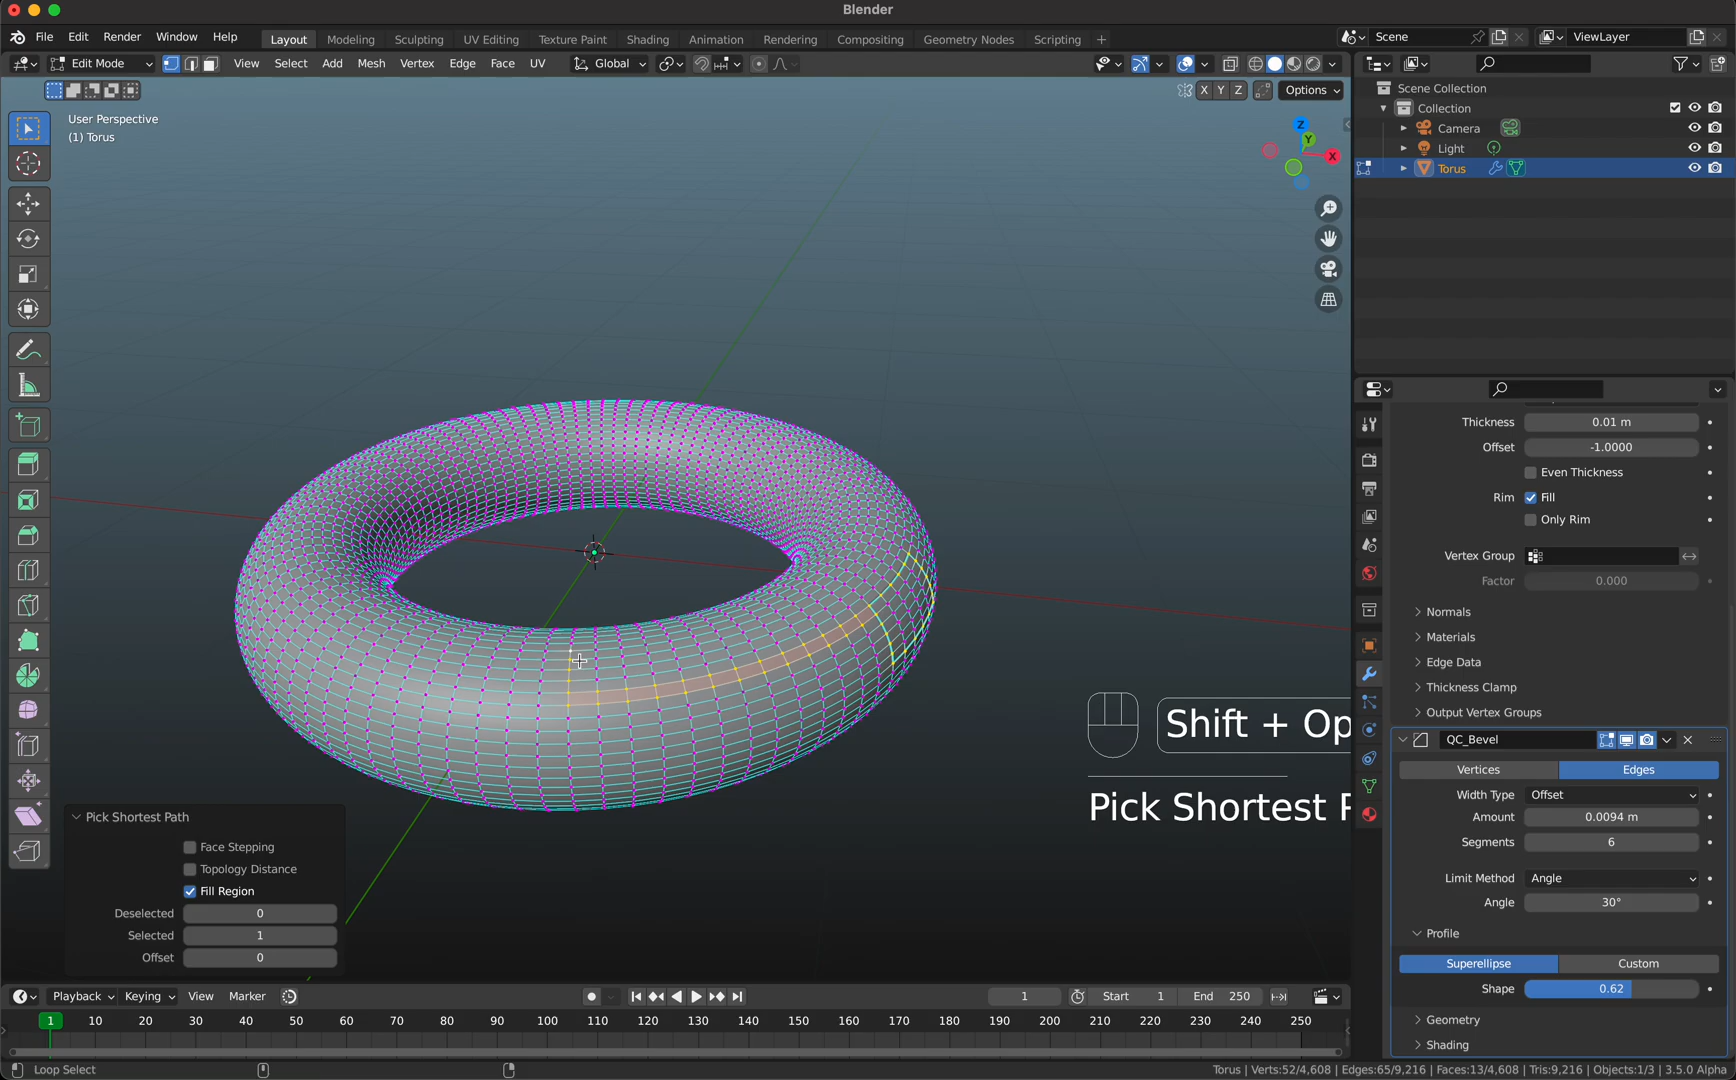 Blender
File Edit Render Window Help Layout Modeling Sculpting UV Editing Texture Paint Shading Animation Rendering Compositing Geometry Nodes Scripting + Scene ViewLayer
Edit Mode View Select Add Mesh Vertex Edge Face UV Global
X Y Z Options
User Perspective
(1) Torus
Z
Y
X
Scene Collection
Collection
Camera
Light
Torus
Thickness 0.01 m
Offset -1.0000
Even Thickness
Rim Fill
Only Rim
Vertex Group
Factor 0.000
Normals
Materials
Edge Data
Thickness Clamp
Output Vertex Groups
QC_Bevel
Vertices Edges
Width Type Offset
Amount 0.0094 m
Segments 6
Limit Method Angle
Angle 30°
Profile
Superellipse Custom
Shape 0.62
Geometry
Shading
Shift + Op
Pick Shortest P
Pick Shortest Path
Face Stepping
Topology Distance
Fill Region
Deselected 0
Selected 1
Offset 0
Playback Keying View Marker 1 Start 1 End 250
1 10 20 30 40 50 60 70 80 90 100 110 120 130 140 150 160 170 180 190 200 210 220 230 240 250
Loop Select
Torus | Verts:52/4,608 | Edges:65/9,216 | Faces:13/4,608 | Tris:9,216 | Objects:1/3 | 3.5.0 Alpha